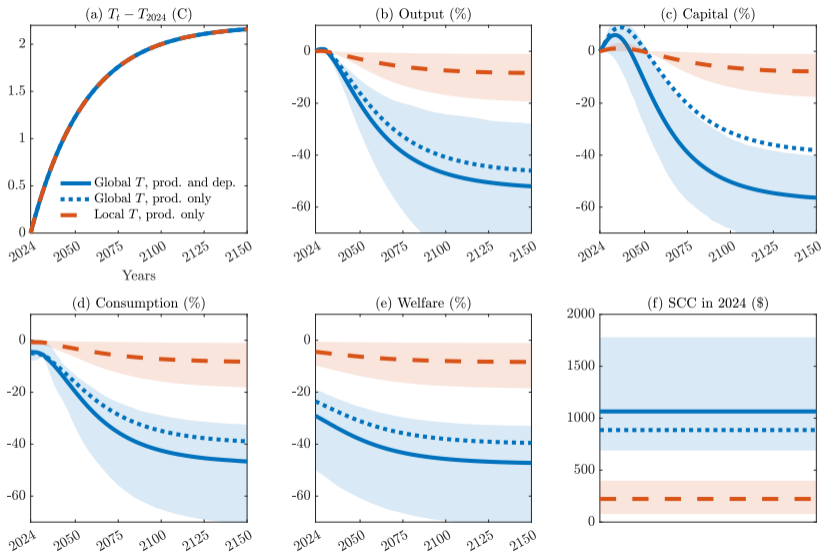 (a) Tt − T2024 (C)
2
1.5
1
0.5
0
Global T, prod. and dep.
Global T, prod. only
Local T, prod. only
2024 2050 2075 2100 2125 2150
Years
(b) Output (%)
0
-20
-40
-60
2024 2050 2075 2100 2125 2150
(c) Capital (%)
0
-20
-40
-60
2024 2050 2075 2100 2125 2150
(d) Consumption (%)
0
-20
-40
-60
2024 2050 2075 2100 2125 2150
(e) Welfare (%)
0
-20
-40
-60
2024 2050 2075 2100 2125 2150
(f) SCC in 2024 ($)
2000
1500
1000
500
0